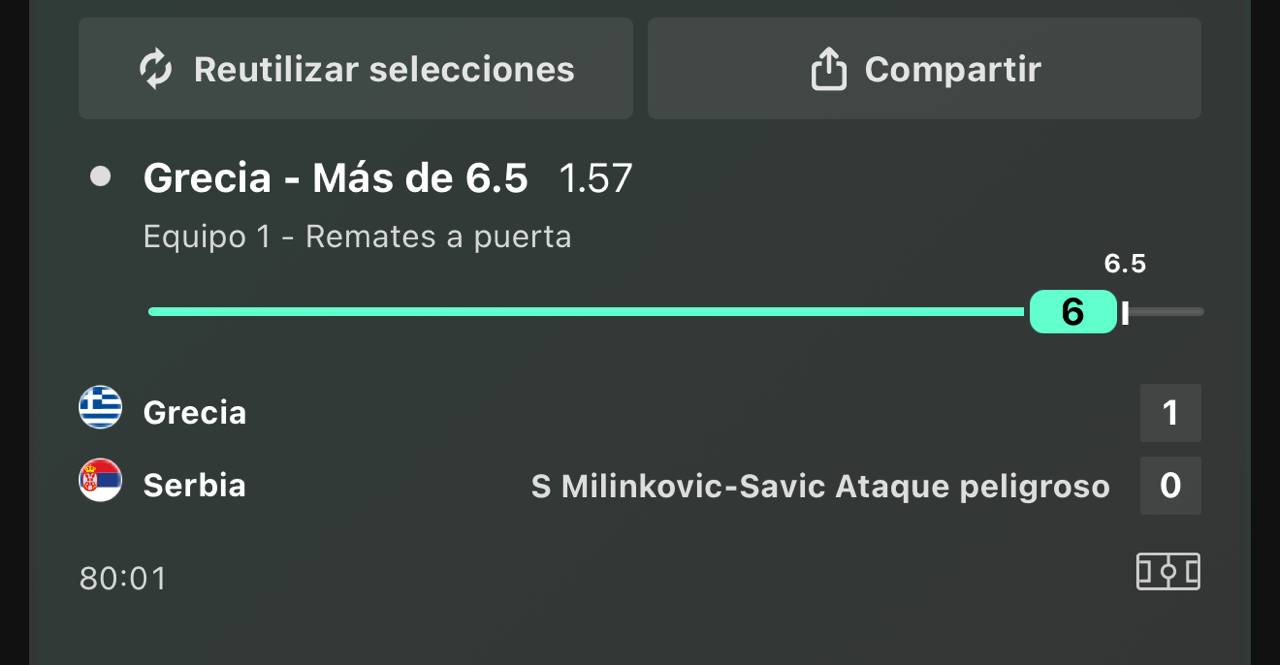 Reutilizar selecciones Compartir
Grecia - Más de 6.5 1.57
Equipo 1 - Remates a puerta
6.5
6
Grecia 1
Serbia S Milinkovic-Savic Ataque peligroso 0
80:01